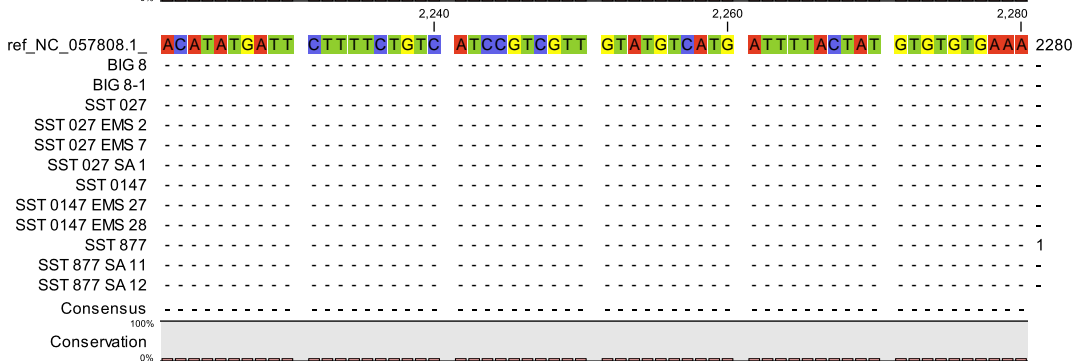 0%
2,240 2,260 2,280
ref_NC_057808.1_ ACATATGATT CTTTTCTGTC ATCCGTCGTT GTATGTCATG ATTTTACTAT GTGTGTGAAA 2280
BIG 8 ---------- ---------- ---------- ---------- ---------- ---------- -
BIG 8-1 ---------- ---------- ---------- ---------- ---------- ---------- -
SST 027 ---------- ---------- ---------- ---------- ---------- ---------- -
SST 027 EMS 2 ---------- ---------- ---------- ---------- ---------- ---------- -
SST 027 EMS 7 ---------- ---------- ---------- ---------- ---------- ---------- -
SST 027 SA 1 ---------- ---------- ---------- ---------- ---------- ---------- -
SST 0147 ---------- ---------- ---------- ---------- ---------- ---------- -
SST 0147 EMS 27 ---------- ---------- ---------- ---------- ---------- ---------- -
SST 0147 EMS 28 ---------- ---------- ---------- ---------- ---------- ---------- -
SST 877 ---------- ---------- ---------- ---------- ---------- ---------- 1
SST 877 SA 11 ---------- ---------- ---------- ---------- ---------- ---------- -
SST 877 SA 12 ---------- ---------- ---------- ---------- ---------- ---------- -
Consensus ---------- ---------- ---------- ---------- ---------- ----------
100%
Conservation
0%